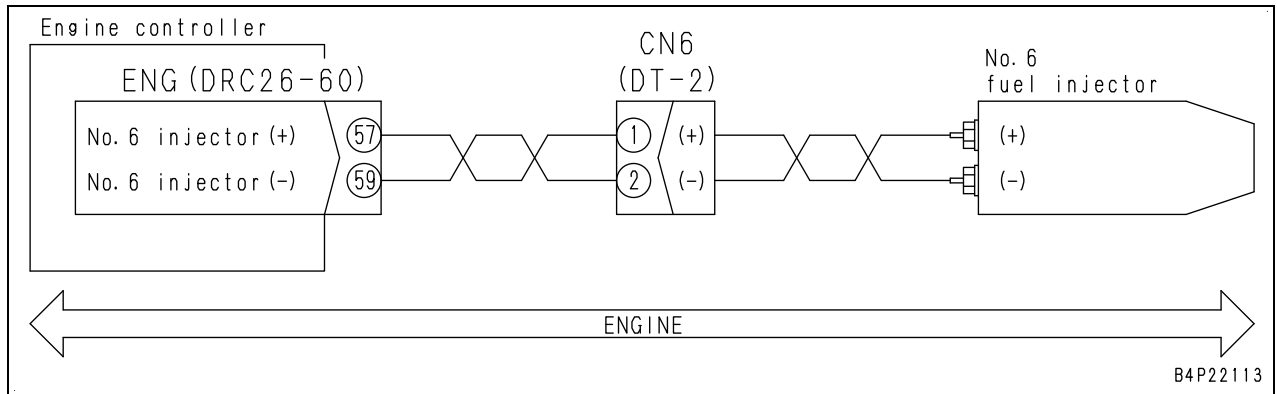 Engine controller
ENG(DRC26-60)
No.6 injector(+)
57
No.6 injector(-)
59
CN6
(DT-2)
1
(+)
2
(-)
No.6
fuel injector
(+)
(-)
ENGINE
B4P22113